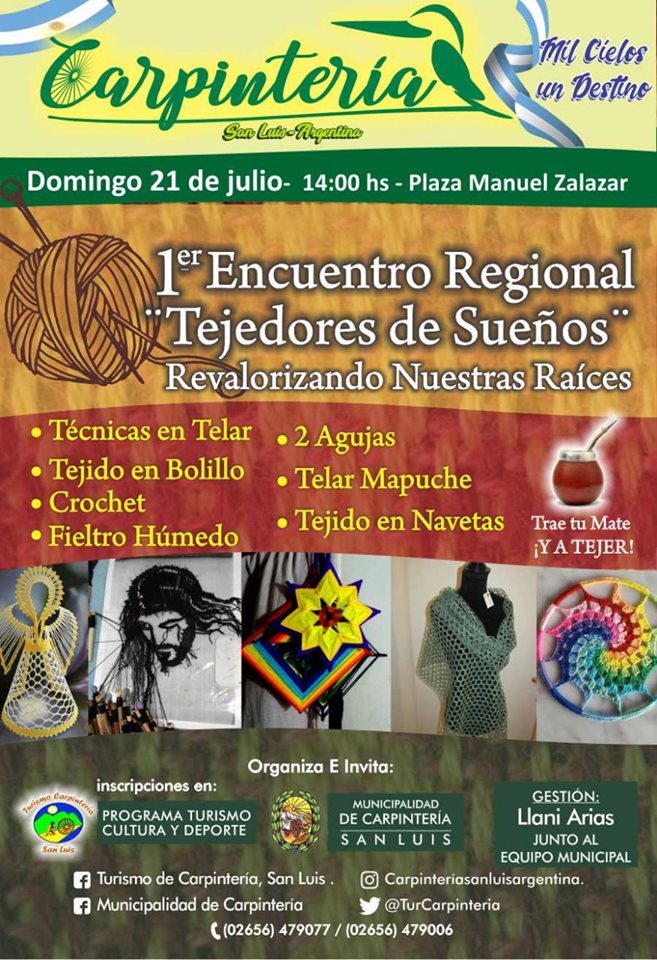 Carpintería
San Luis-Argentina
Mil Cielos
un Destino
Domingo 21 de julio- 14:00 hs - Plaza Manuel Zalazar
1er Encuentro Regional
¨Tejedores de Sueños¨
Revalorizando Nuestras Raíces
• Técnicas en Telar
• Tejido en Bolillo
• Crochet
• Fieltro Húmedo
• 2 Agujas
• Telar Mapuche
• Tejido en Navetas
Trae tu Mate
¡Y A TEJER!
Organiza E Invita:
inscripciones en:
Turismo Carpintería
San Luis
PROGRAMA TURISMO
CULTURA Y DEPORTE
MUNICIPALIDAD
DE CARPINTERÍA
SAN LUIS
GESTIÓN:
Llani Arias
JUNTO AL
EQUIPO MUNICIPAL
Turismo de Carpintería, San Luis .
Carpinteríasanluisargentina.
Municipalidad de Carpintería
@TurCarpinteria
(02656) 479077 / (02656) 479006